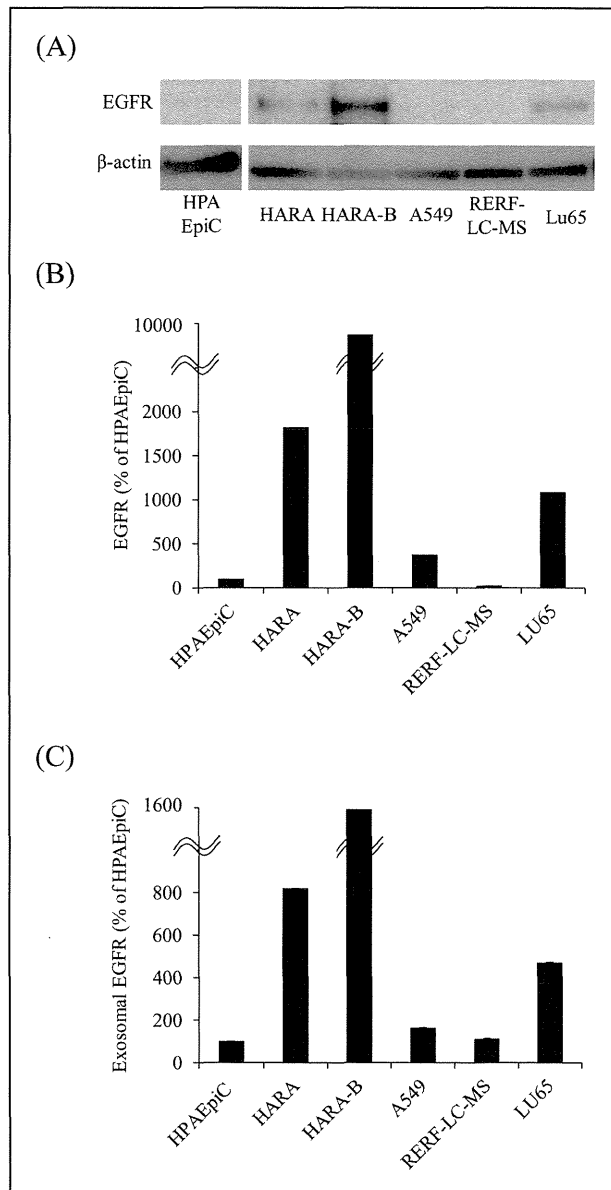 (A)
EGFR
β-actin
HPA
EpiC
HARA
HARA-B
A549
RERF-
LC-MS
Lu65
(B)
EGFR (% of HPAEpiC)
10000
2000
1500
1000
500
0
HPAEpiC
HARA
HARA-B
A549
RERF-LC-MS
LU65
(C)
Exosomal EGFR (% of HPAEpiC)
1600
800
600
400
200
0
HPAEpiC
HARA
HARA-B
A549
RERF-LC-MS
LU65